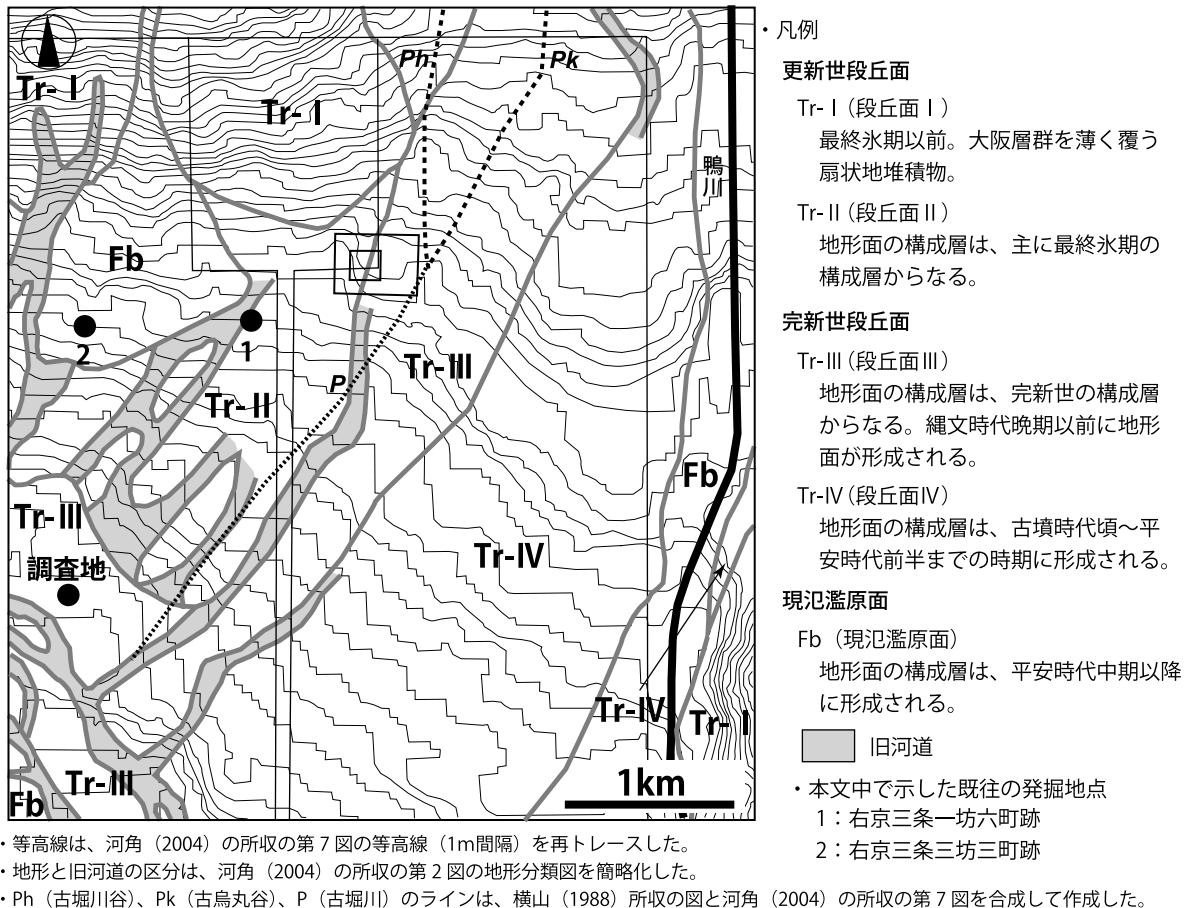 Tr-Ⅰ
Tr-Ⅰ
Ph
Pk
鴨川
Fb
2
1
P
Tr-Ⅱ
Tr-Ⅲ
Fb
Tr-Ⅲ
調査地
Tr-Ⅳ
Tr-Ⅳ
Tr-Ⅰ
Tr-Ⅲ
Fb
1km
・凡例
更新世段丘面
Tr-Ⅰ（段丘面Ⅰ）
最終氷期以前。大阪層群を薄く覆う
扇状地堆積物。
Tr-Ⅱ（段丘面Ⅱ）
地形面の構成層は、主に最終氷期の
構成層からなる。
完新世段丘面
Tr-Ⅲ（段丘面Ⅲ）
地形面の構成層は、完新世の構成層
からなる。縄文時代晩期以前に地形
面が形成される。
Tr-Ⅳ（段丘面Ⅳ）
地形面の構成層は、古墳時代頃～平
安時代前半までの時期に形成される。
現氾濫原面
Fb（現氾濫原面）
地形面の構成層は、平安時代中期以降
に形成される。
旧河道
・本文中で示した既往の発掘地点
1：右京三条一坊六町跡
2：右京三条三坊三町跡
・等高線は、河角（2004）の所収の第７図の等高線（1m間隔）を再トレースした。
・地形と旧河道の区分は、河角（2004）の所収の第２図の地形分類図を簡略化した。
・Ph（古堀川谷）、Pk（古烏丸谷）、P（古堀川）のラインは、横山（1988）所収の図と河角（2004）の所収の第７図を合成して作成した。